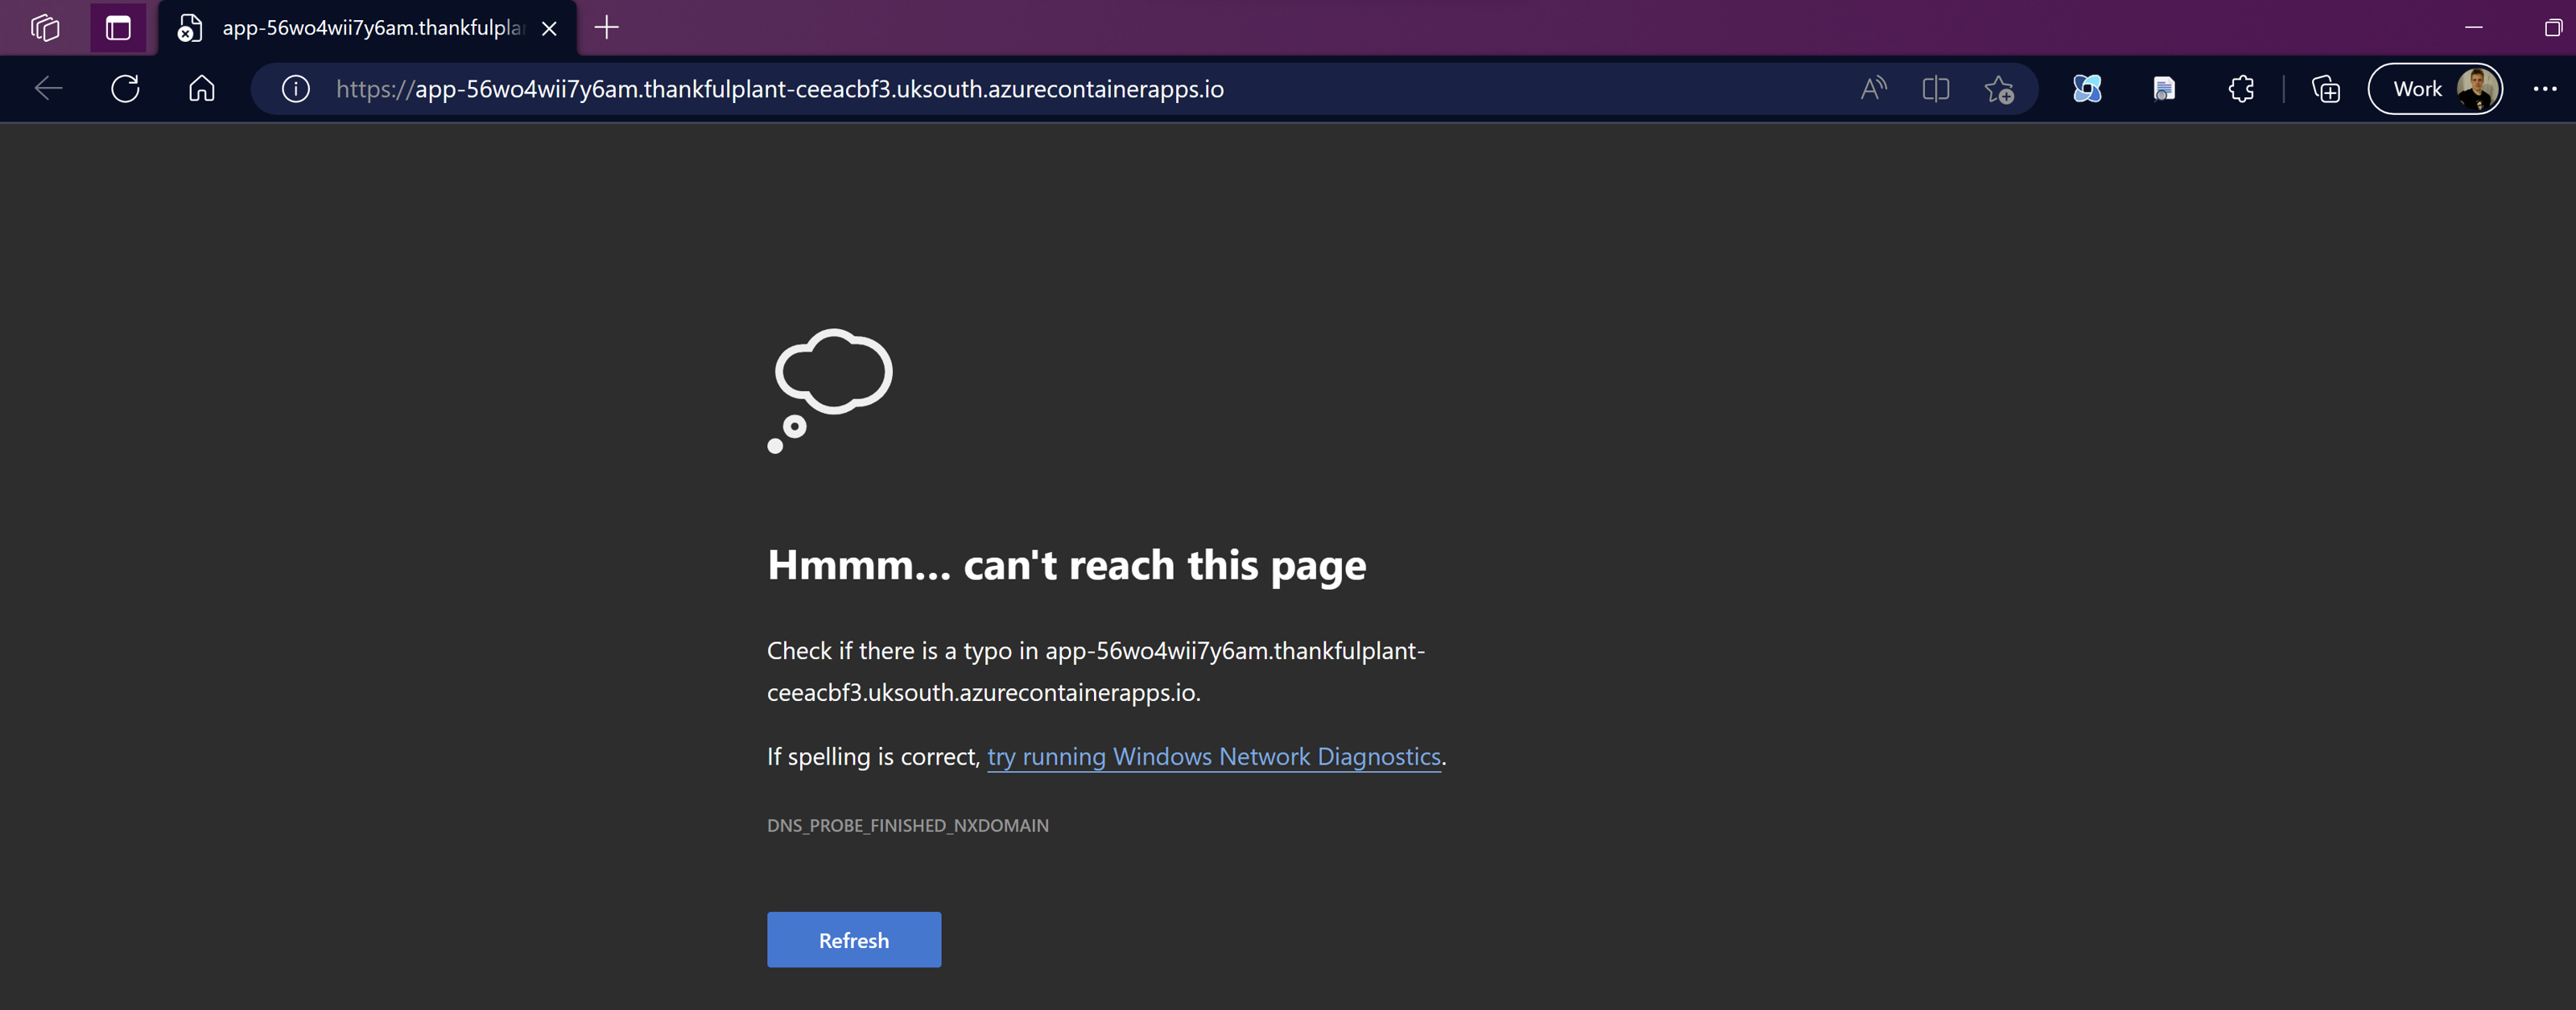 app-56wo4wii7y6am.thankfulpla
https://app-56wo4wii7y6am.thankfulplant-ceeacbf3.uksouth.azurecontainerapps.io
Work
Hmmm... can't reach this page
Check if there is a typo in app-56wo4wii7y6am.thankfulplant-
ceeacbf3.uksouth.azurecontainerapps.io.
If spelling is correct, try running Windows Network Diagnostics.
DNS_PROBE_FINISHED_NXDOMAIN
Refresh